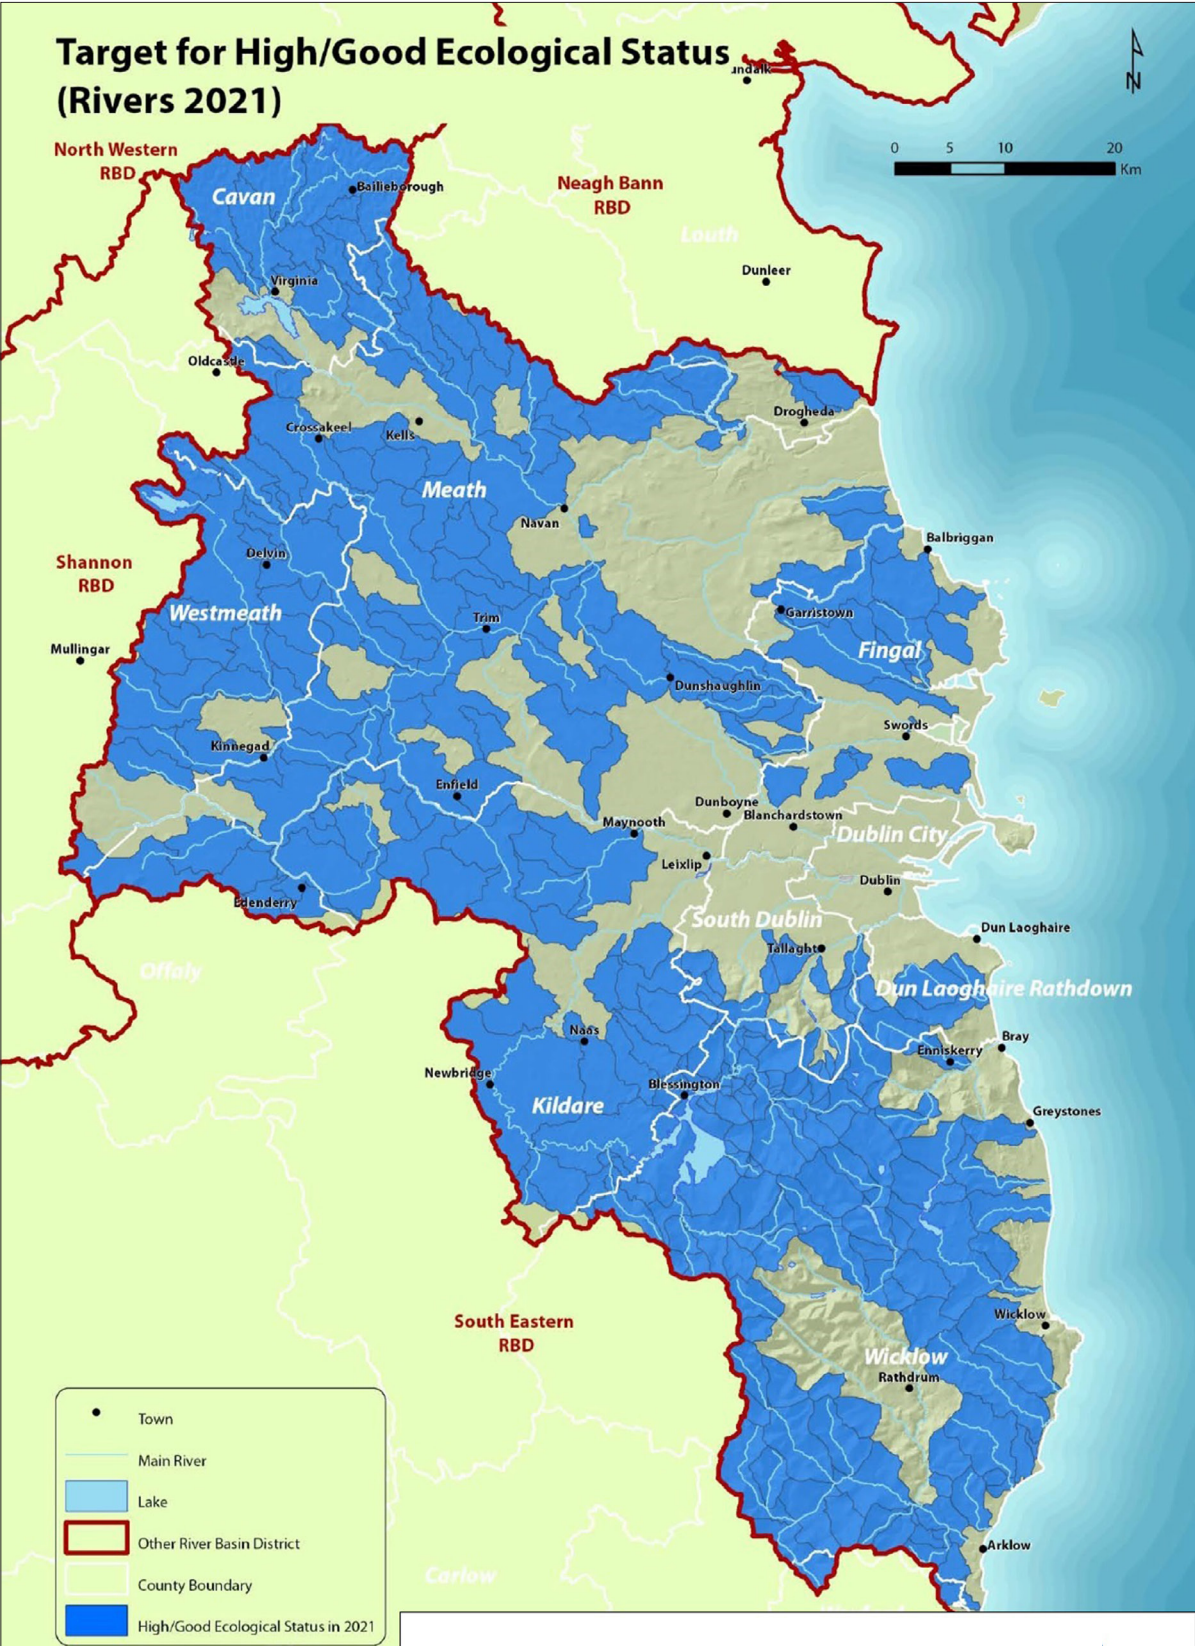 Target for High/Good Ecological Status
(Rivers 2021)
N
0 5 10 20
Km
North Western
RBD
Cavan
Bailieborough
Neagh Bann
RBD
Louth
Dunleer
Virginia
Oldcastle
Drogheda
Crossakeel
Kells
Meath
Navan
Balbriggan
Shannon
RBD
Delvin
Westmeath
Garristown
Trim
Fingal
Mullingar
Dunshaughlin
Swords
Kinnegad
Enfield
Dunboyne
Blanchardstown
Maynooth
Dublin City
Leixlip
Dublin
Edenderry
South Dublin
Dun Laoghaire
Tallaght
Offaly
Dun Laoghaire Rathdown
Naas
Bray
Enniskerry
Newbridge
Blessington
Kildare
Greystones
South Eastern
RBD
Wicklow
Wicklow
Rathdrum
Arklow
Carlow
Town
Main River
Lake
Other River Basin District
County Boundary
High/Good Ecological Status in 2021